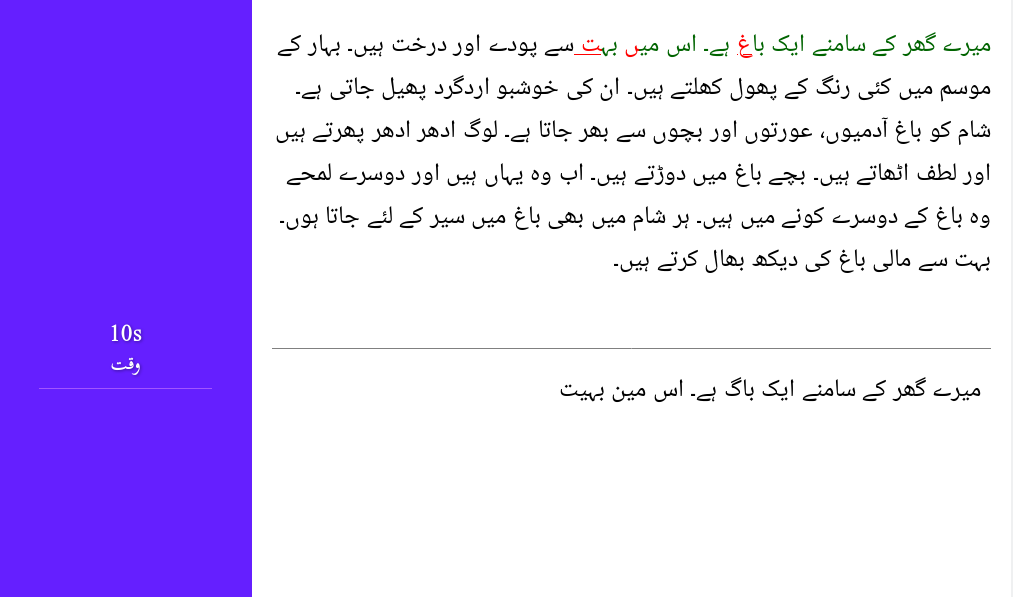 میرے گھر کے سامنے ایک باغ ہے۔ اس میں بہت سے پودے اور درخت ہیں۔ بہار کے
موسم میں کئی رنگ کے پھول کھلتے ہیں۔ ان کی خوشبو اردگرد پھیل جاتی ہے۔
شام کو باغ آدمیوں، عورتوں اور بچوں سے بھر جاتا ہے۔ لوگ ادھر ادھر پھرتے ہیں
اور لطف اٹھاتے ہیں۔ بچے باغ میں دوڑتے ہیں۔ اب وہ یہاں ہیں اور دوسرے لمحے
وہ باغ کے دوسرے کونے میں ہیں۔ ہر شام میں بھی باغ میں سیر کے لئے جاتا ہوں۔
بہت سے مالی باغ کی دیکھ بھال کرتے ہیں۔
10s
وقت
میرے گھر کے سامنے ایک باگ ہے۔ اس مین بہیت